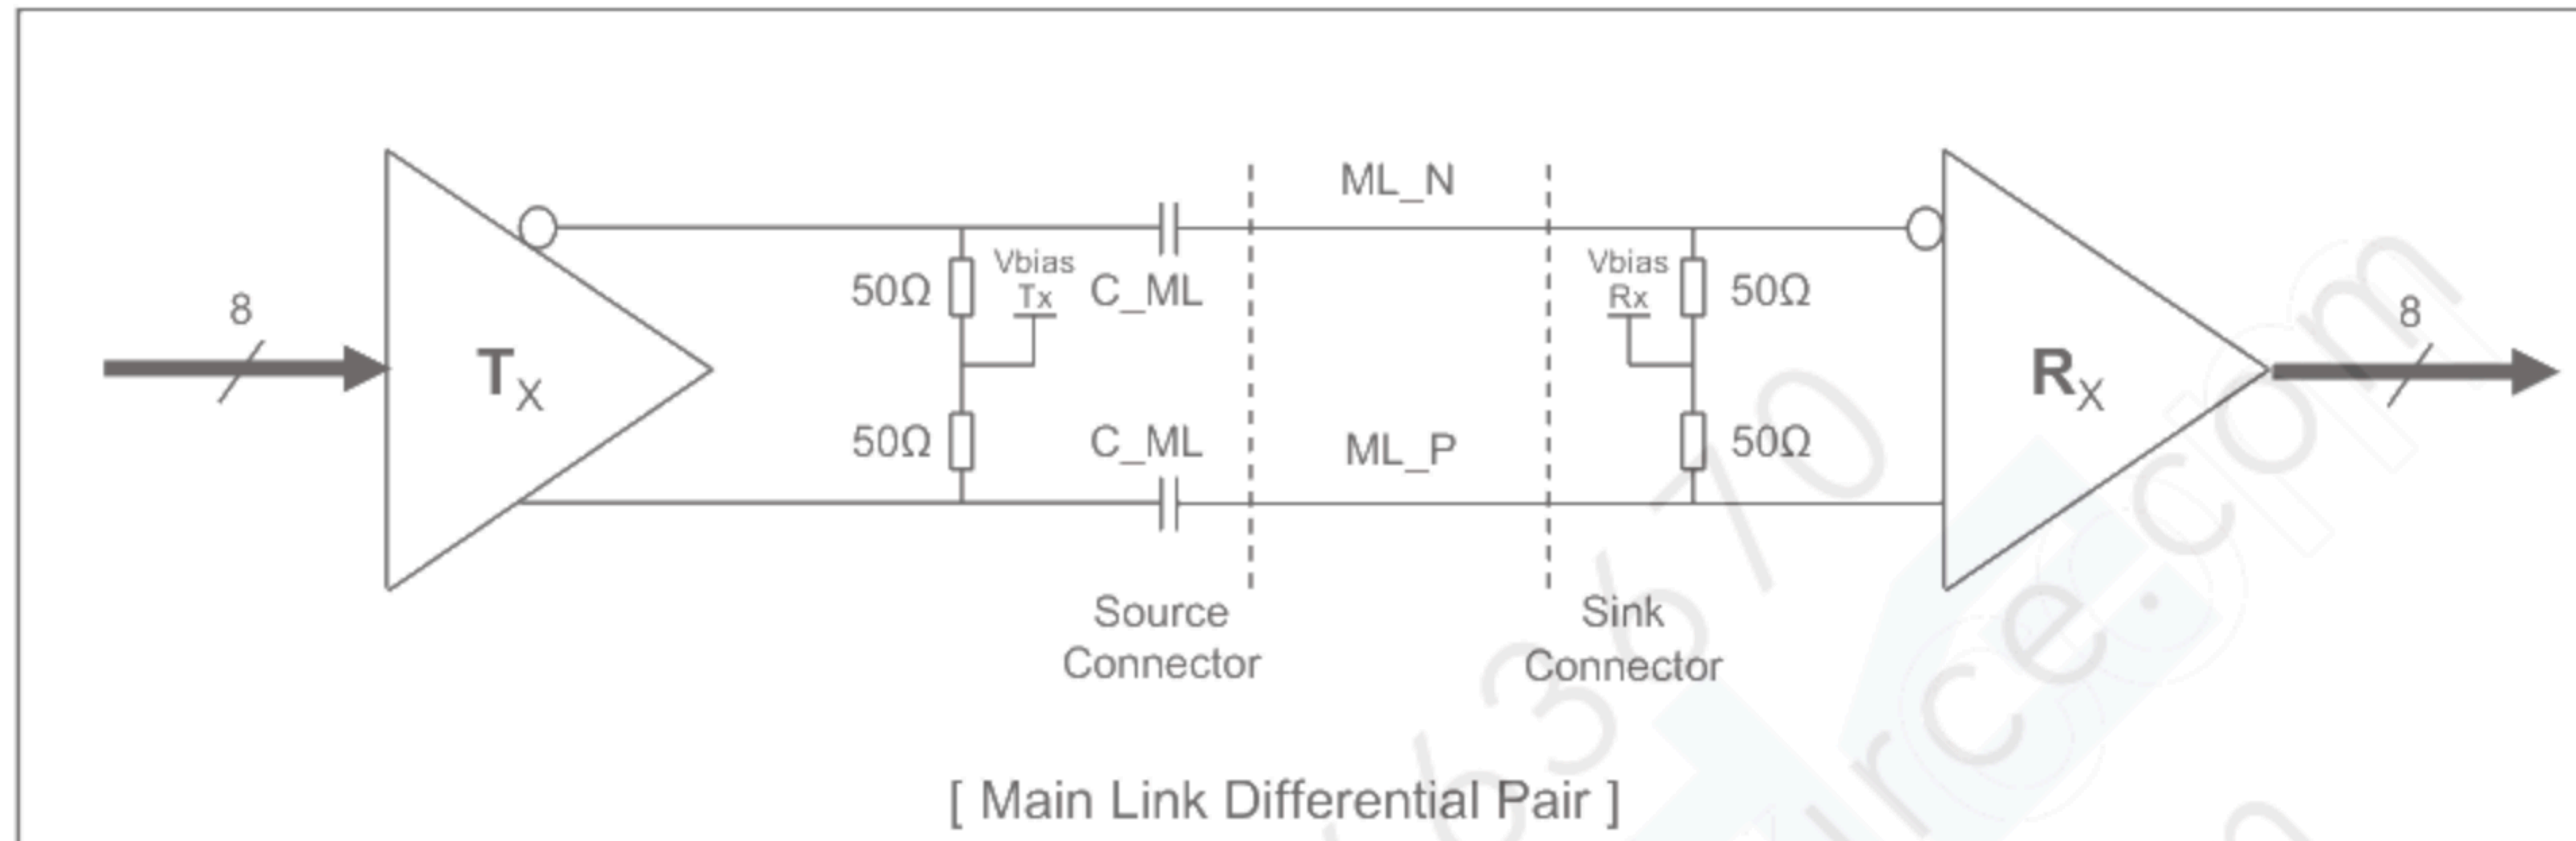 ML_N
Vbias
Tx
50Ω
C_ML
Vbias
Rx
50Ω
8
TX
RX
8
50Ω
C_ML
ML_P
50Ω
Source
Connector
Sink
Connector
[ Main Link Differential Pair ]